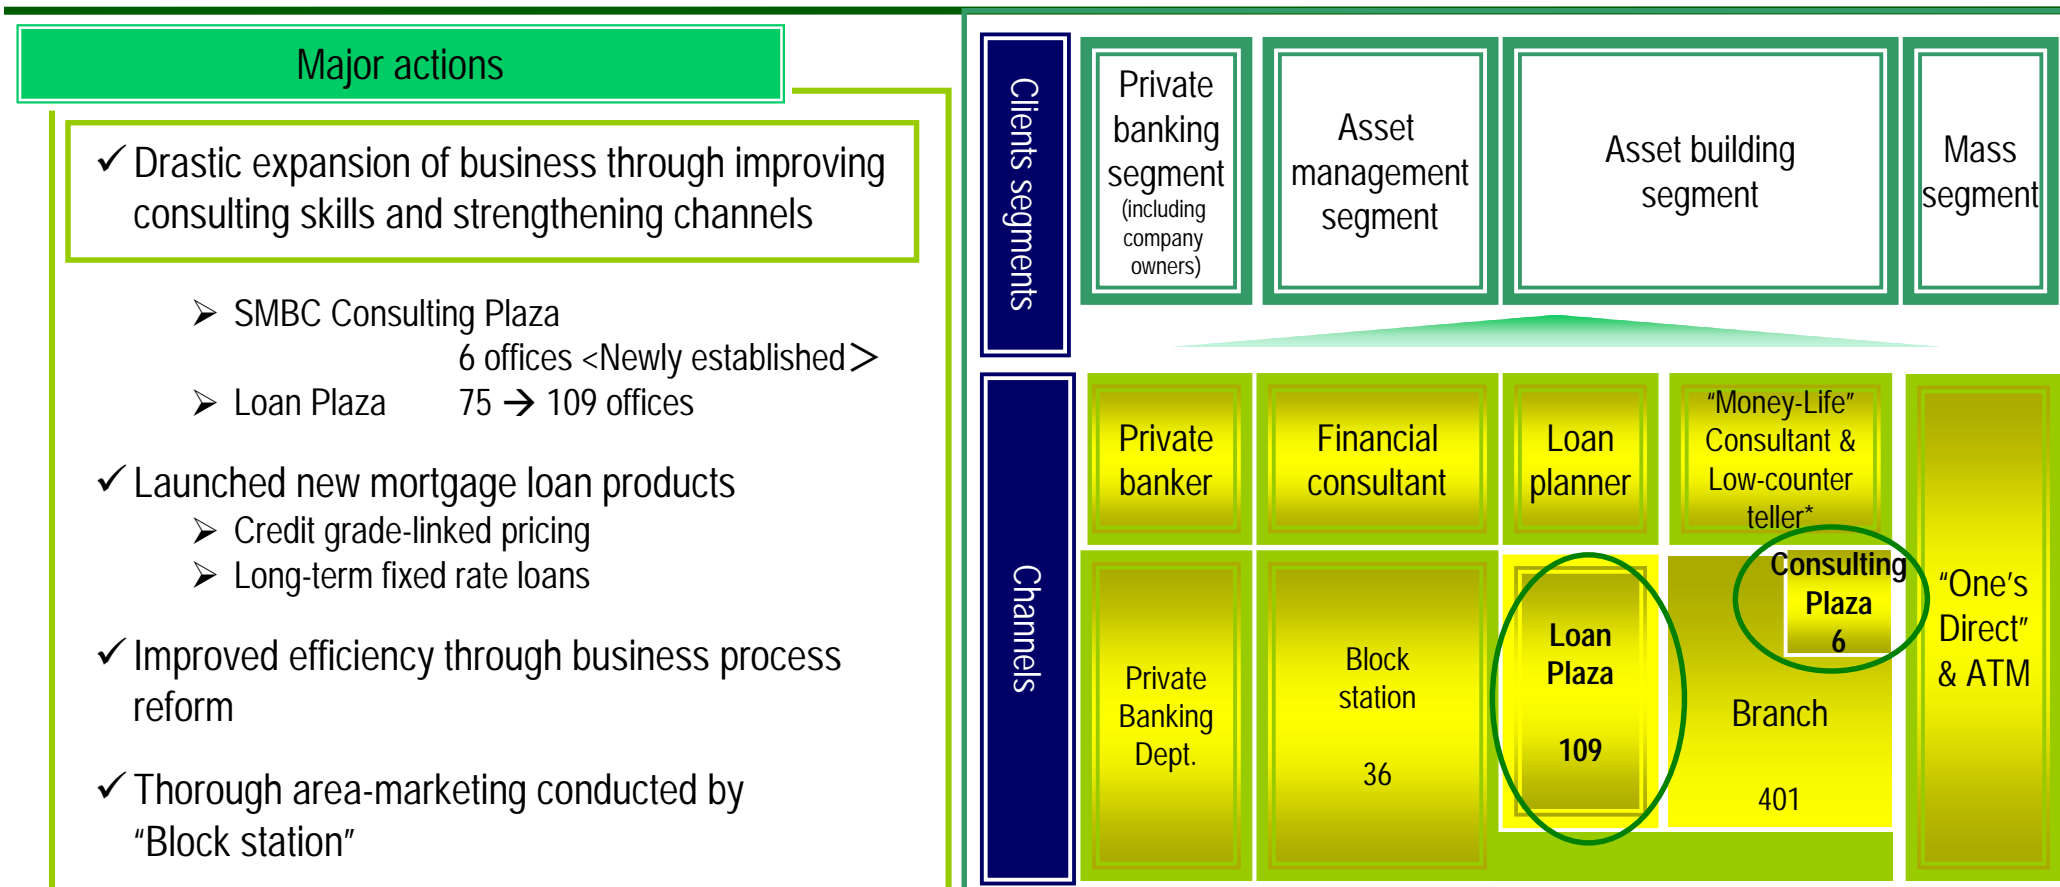 Major actions
✓ Drastic expansion of business through improving
consulting skills and strengthening channels
➢ SMBC Consulting Plaza
6 offices <Newly established＞
➢ Loan Plaza 75 → 109 offices
✓ Launched new mortgage loan products
➢ Credit grade-linked pricing
➢ Long-term fixed rate loans
✓ Improved efficiency through business process
reform
✓ Thorough area-marketing conducted by
“Block station”
Clients segments
Private
banking
segment
(including
company
owners)
Asset
management
segment
Asset building
segment
Mass
segment
Channels
Private
banker
Financial
consultant
Loan
planner
“Money-Life”
Consultant &
Low-counter
teller*
Private
Banking
Dept.
Block
station
36
Loan
Plaza
109
Consulting
Plaza
6
Branch
401
“One’s
Direct”
& ATM